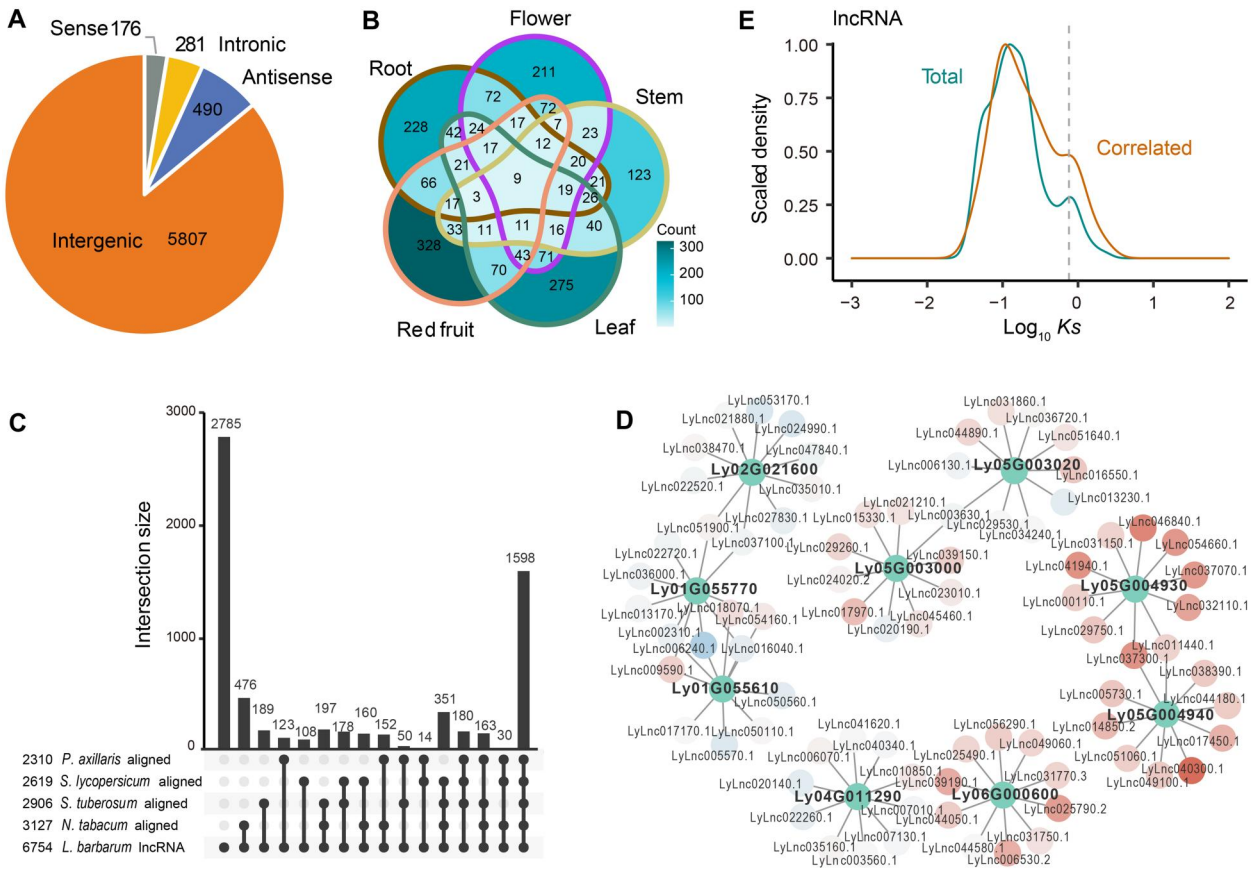 A
Sense 176
281 Intronic
Antisense
490
Intergenic 5807
B
Flower
Root
Stem
Red fruit
Leaf
211
72
72
228
42
24
17
7
23
17
12
20
123
21
21
66
9
19
26
3
17
33
11
11
16
40
328
43
71
70
275
Count
300
200
100
E
lncRNA
Total
Correlated
Scaled density
1.00
0.75
0.50
0.25
0.00
−3 −2 −1 0 1 2
Log10 Ks
C
Intersection size
3000
2000
1000
0
2785
476
189
123
108
197
178
160
152
50
14
351
180
163
30
1598
2310 P. axillaris aligned
2619 S. lycopersicum aligned
2906 S. tuberosum aligned
3127 N. tabacum aligned
6754 L. barbarum lncRNA
D
LyLnc053170.1
LyLnc021880.1
LyLnc024990.1
LyLnc038470.1
LyLnc047840.1
Ly02G021600
LyLnc022520.1
LyLnc035010.1
LyLnc027830.1
LyLnc051900.1
LyLnc037100.1
LyLnc022720.1
LyLnc036000.1
Ly01G055770
LyLnc018070.1
LyLnc013170.1
LyLnc054160.1
LyLnc002310.1
LyLnc006240.1
LyLnc016040.1
LyLnc009590.1
Ly01G055610
LyLnc050560.1
LyLnc017170.1
LyLnc050110.1
LyLnc005570.1
LyLnc031860.1
LyLnc036720.1
LyLnc044890.1
LyLnc051640.1
LyLnc006130.1
Ly05G003020
LyLnc016550.1
LyLnc013230.1
LyLnc003630.1
LyLnc029530.1
LyLnc034240.1
LyLnc021210.1
LyLnc015330.1
LyLnc029260.1
LyLnc039150.1
Ly05G003000
LyLnc024020.2
LyLnc023010.1
LyLnc017970.1
LyLnc045460.1
LyLnc020190.1
LyLnc046840.1
LyLnc031150.1
LyLnc054660.1
LyLnc041940.1
LyLnc037070.1
Ly05G004930
LyLnc000110.1
LyLnc032110.1
LyLnc029750.1
LyLnc011440.1
LyLnc037300.1
LyLnc038390.1
LyLnc005730.1
LyLnc044180.1
Ly05G004940
LyLnc014850.2
LyLnc017450.1
LyLnc051060.1
LyLnc040300.1
LyLnc049100.1
LyLnc041620.1
LyLnc040340.1
LyLnc006070.1
LyLnc010850.1
LyLnc020140.1
Ly04G011290
LyLnc007010.1
LyLnc022260.1
LyLnc007130.1
LyLnc035160.1
LyLnc003560.1
LyLnc056290.1
LyLnc025490.1
LyLnc049060.1
LyLnc039190.1
LyLnc031770.3
Ly06G000600
LyLnc025790.2
LyLnc044050.1
LyLnc031750.1
LyLnc044580.1
LyLnc006530.2